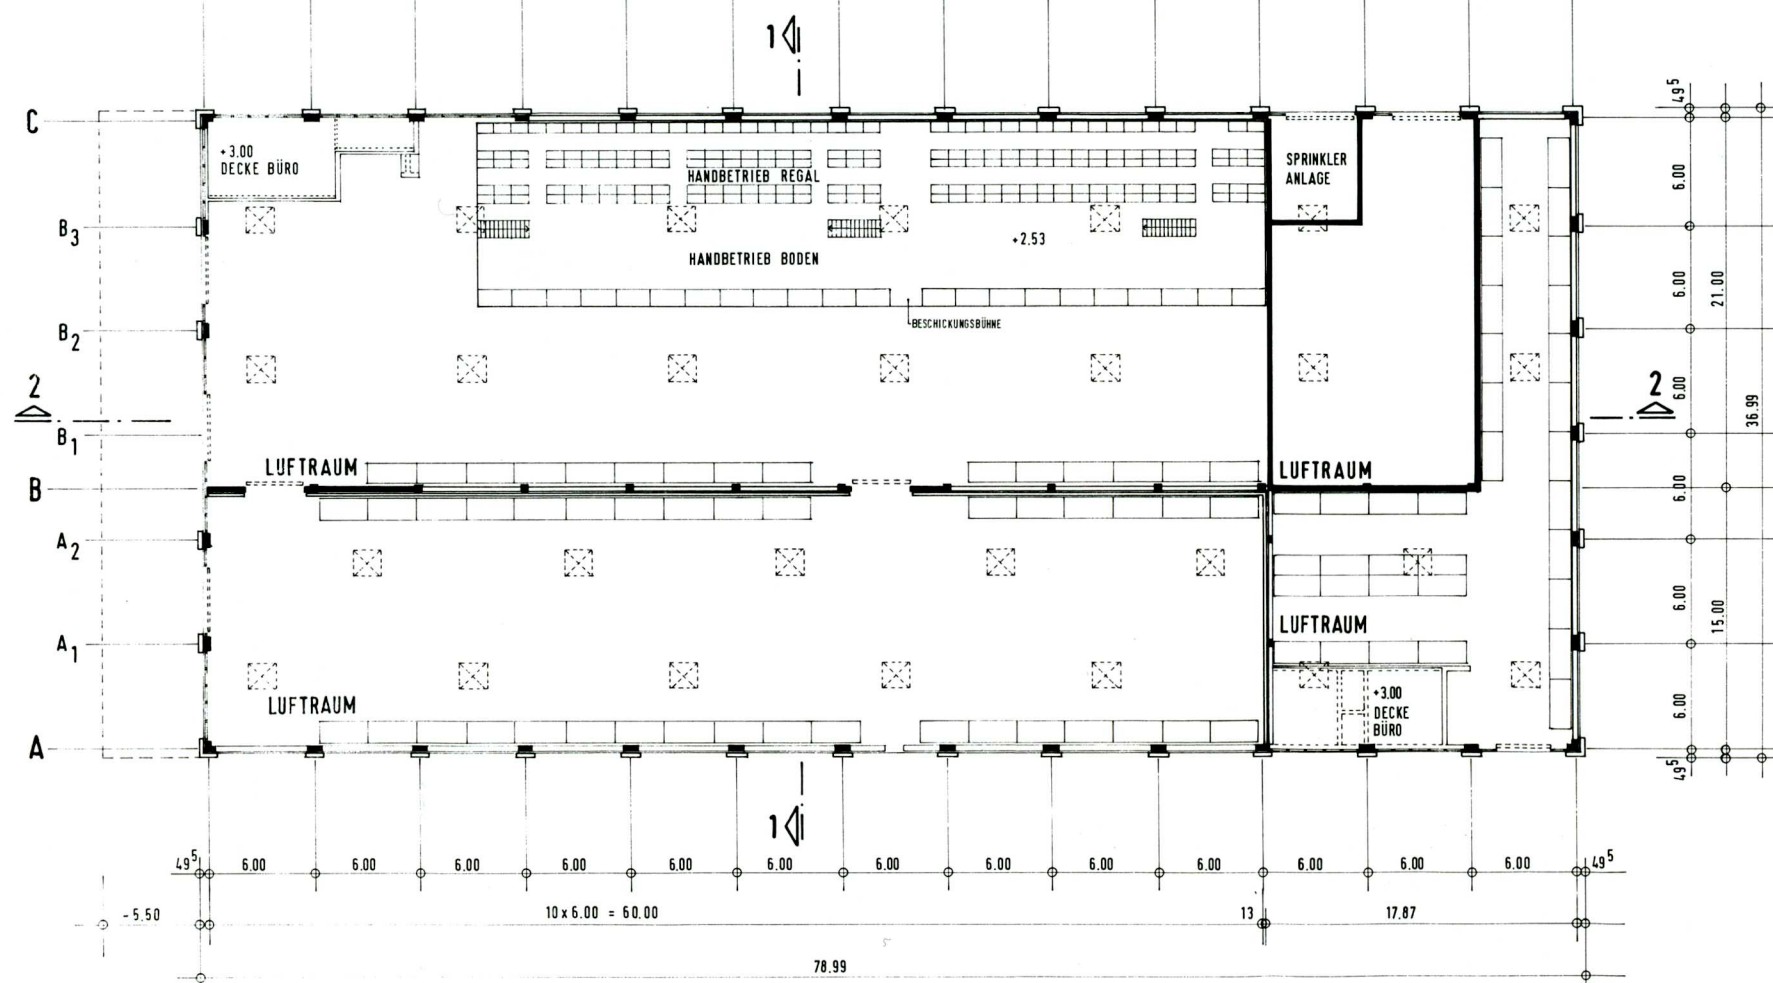 1
C
+3.00
DECKE BÜRO
HANDBETRIEB REGAL
SPRINKLER
ANLAGE
B3
+2.53
HANDBETRIEB BODEN
B2
BESCHICKUNGSBÜHNE
2
2
B1
LUFTRAUM
LUFTRAUM
B
A2
LUFTRAUM
A1
LUFTRAUM
+3.00
DECKE
BÜRO
A
1
49⁵
6.00
6.00
6.00
6.00
6.00
6.00
49⁵
21.00
15.00
36.99
49⁵ 6.00 6.00 6.00 6.00 6.00 6.00 6.00 6.00 6.00 6.00 6.00 6.00 6.00 49⁵
-5.50 10x6.00 = 60.00 13 17.87
78.99